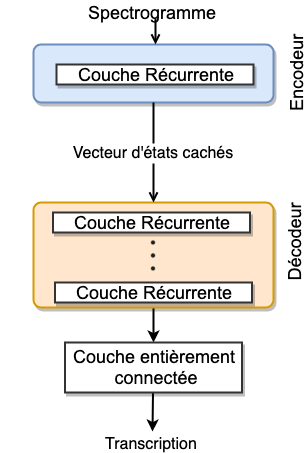 Spectrogramme
Couche Récurrente
Encodeur
Vecteur d'états cachés
Couche Récurrente
Couche Récurrente
Décodeur
Couche entièrement
connectée
Transcription